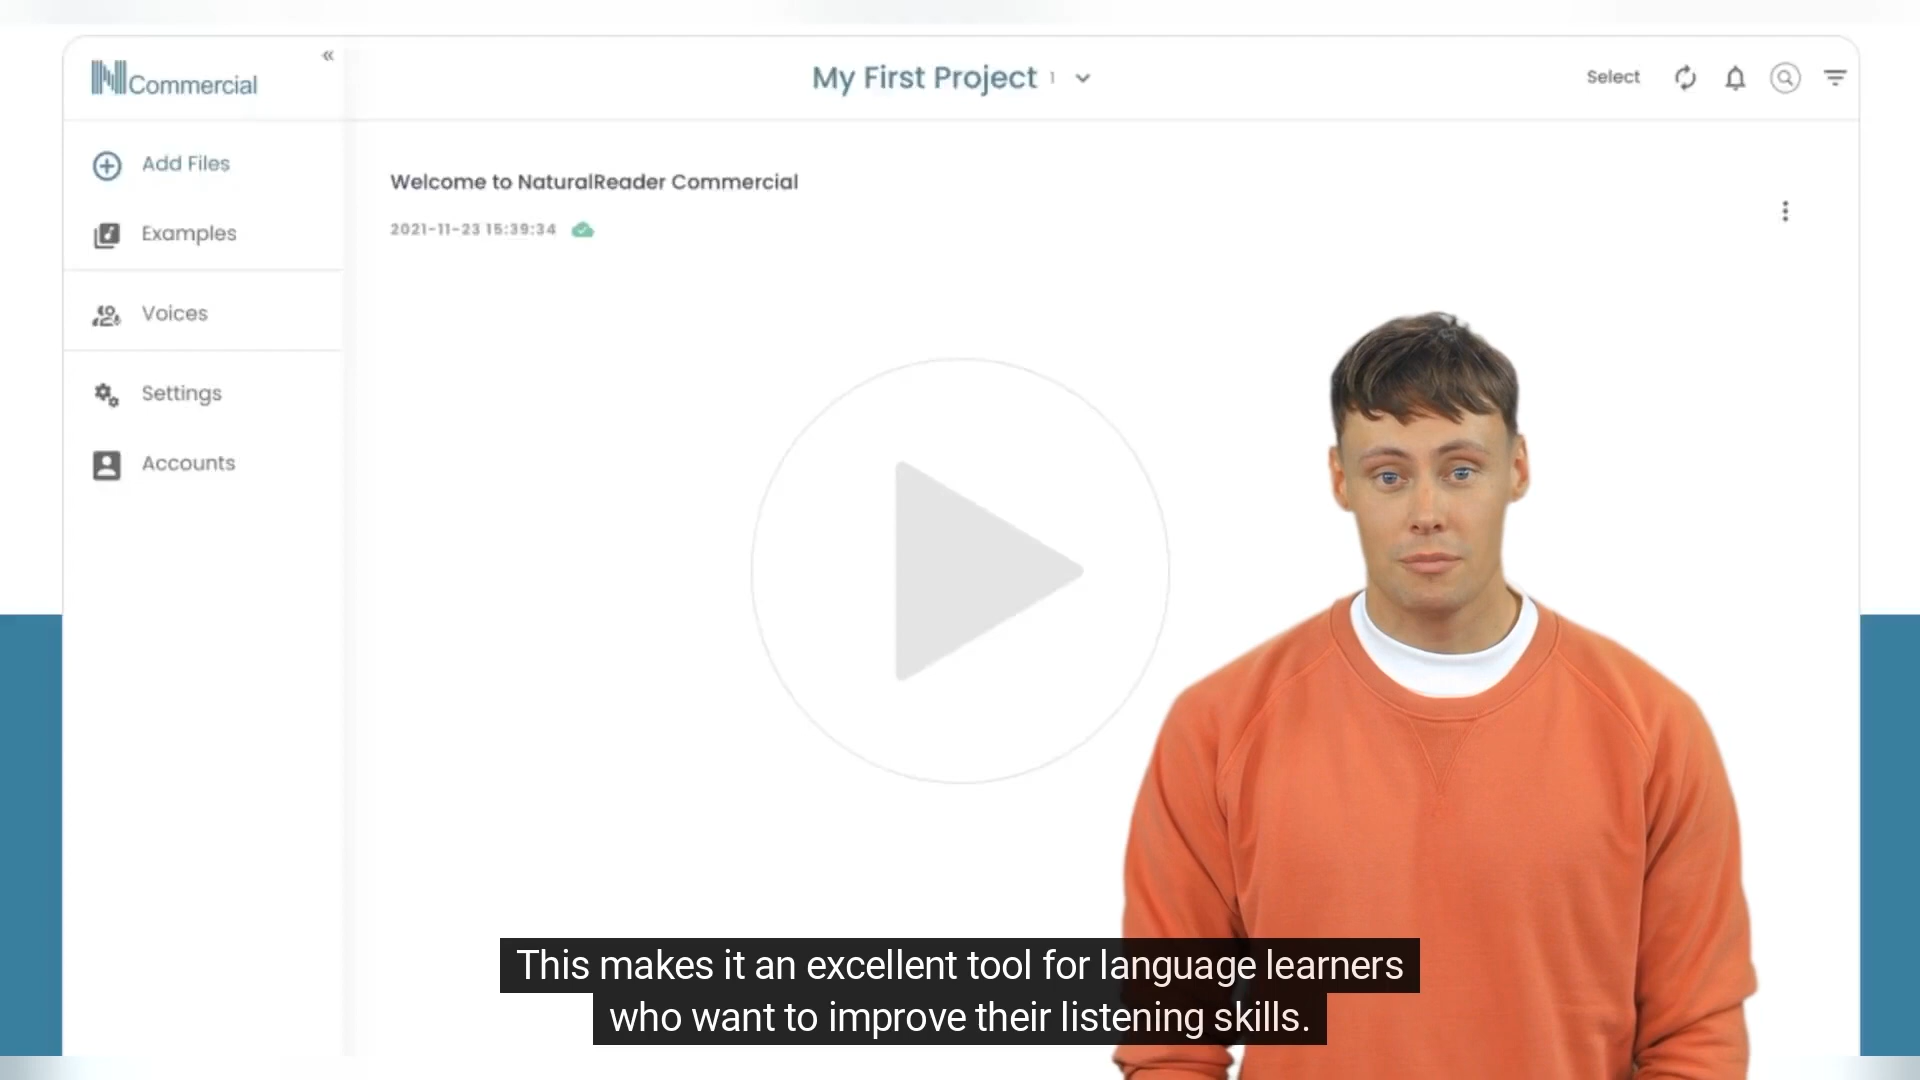 Commercial
My First Project 1
Select
Add Files
Examples
Voices
Settings
Accounts
Welcome to NaturalReader Commercial
2021-11-23 15:39:34
This makes it an excellent tool for language learners
who want to improve their listening skills.